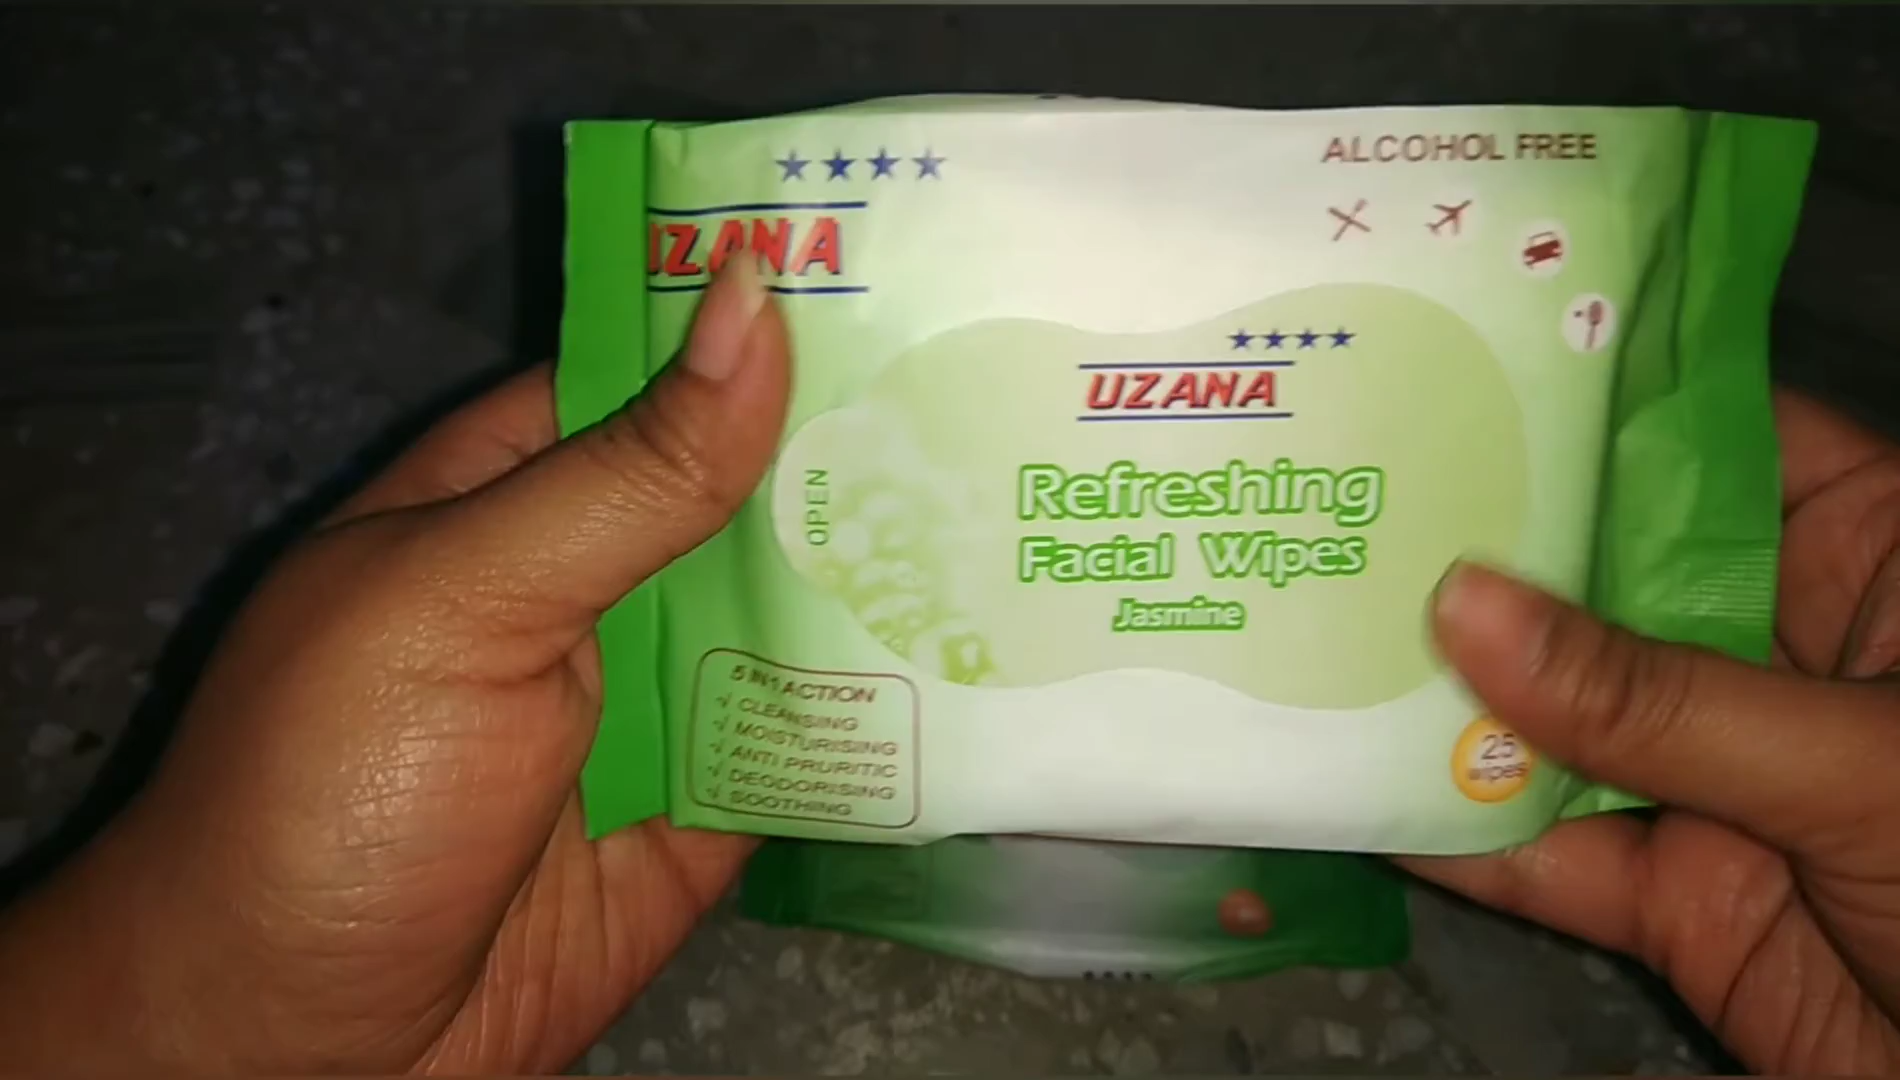 ALCOHOL FREE
UZANA
UZANA
Refreshing
Facial Wipes
Jasmine
OPEN
5 IN 1 ACTION
√ CLEANSING
√ MOISTURISING
√ ANTI PRURITIC
√ DEODORISING
√ SOOTHING
25
wipes